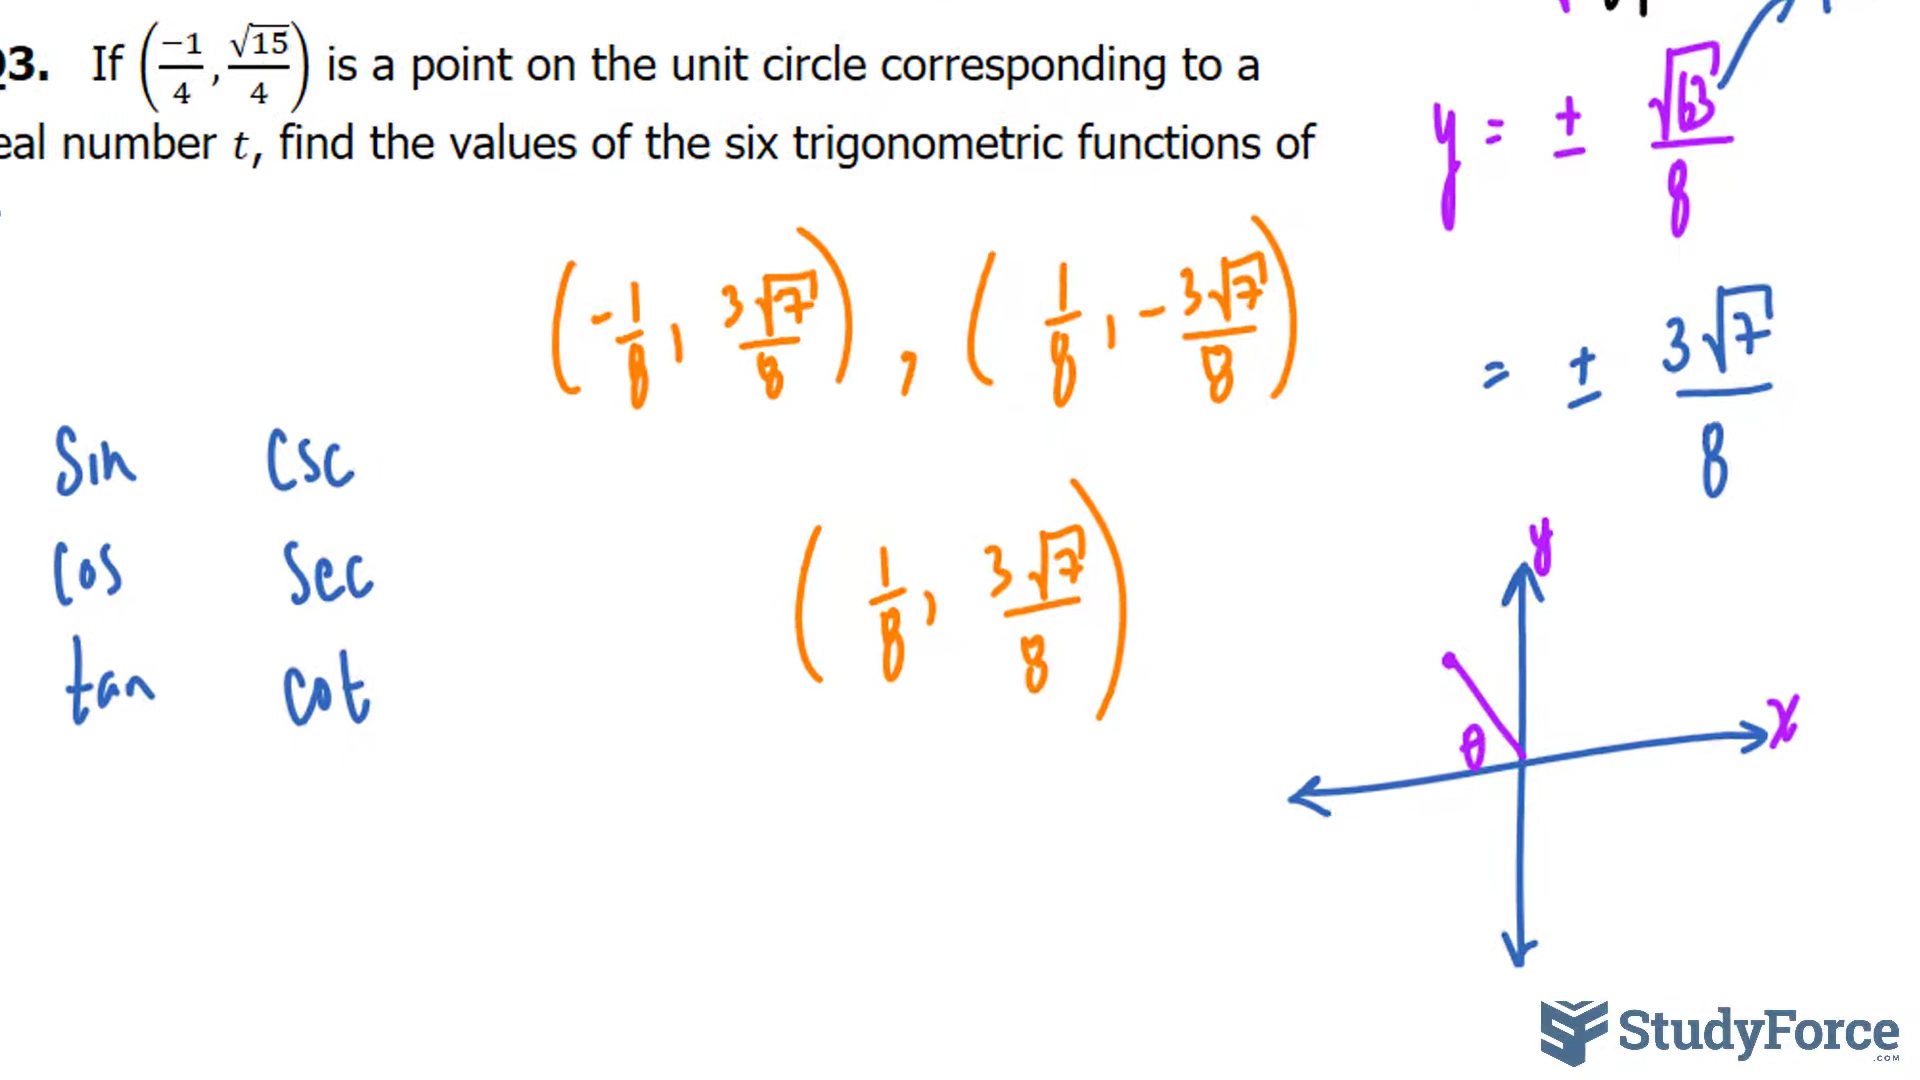 3. If (−1/4, √15/4) is a point on the unit circle corresponding to a
eal number t, find the values of the six trigonometric functions of
y = ± √63/8
(-1/8, 3√7/8), (1/8, -3√7/8)
= ± 3√7/8
Sin csc
Cos Sec
tan Cot
(1/8, 3√7/8)
y
x
θ
StudyForce
.COM